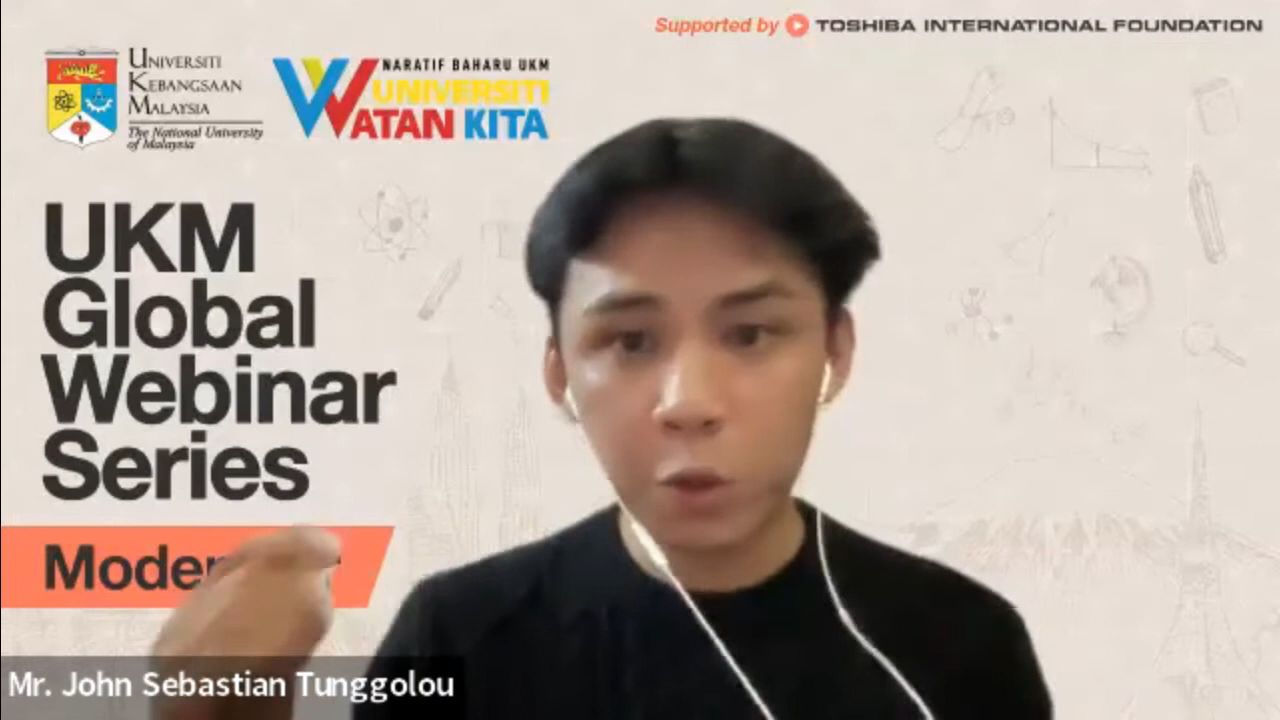 Supported by TOSHIBA INTERNATIONAL FOUNDATION
UNIVERSITI
KEBANGSAAN
MALAYSIA
The National University
of Malaysia
NARATIF BAHARU UKM
UNIVERSITI
WATAN KITA
UKM
Global
Webinar
Series
Mr. John Sebastian Tunggolou